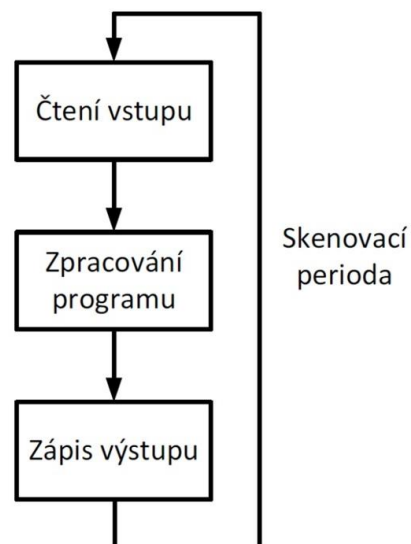 Čtení vstupu
Zpracování
programu
Skenovací
perioda
Zápis výstupu